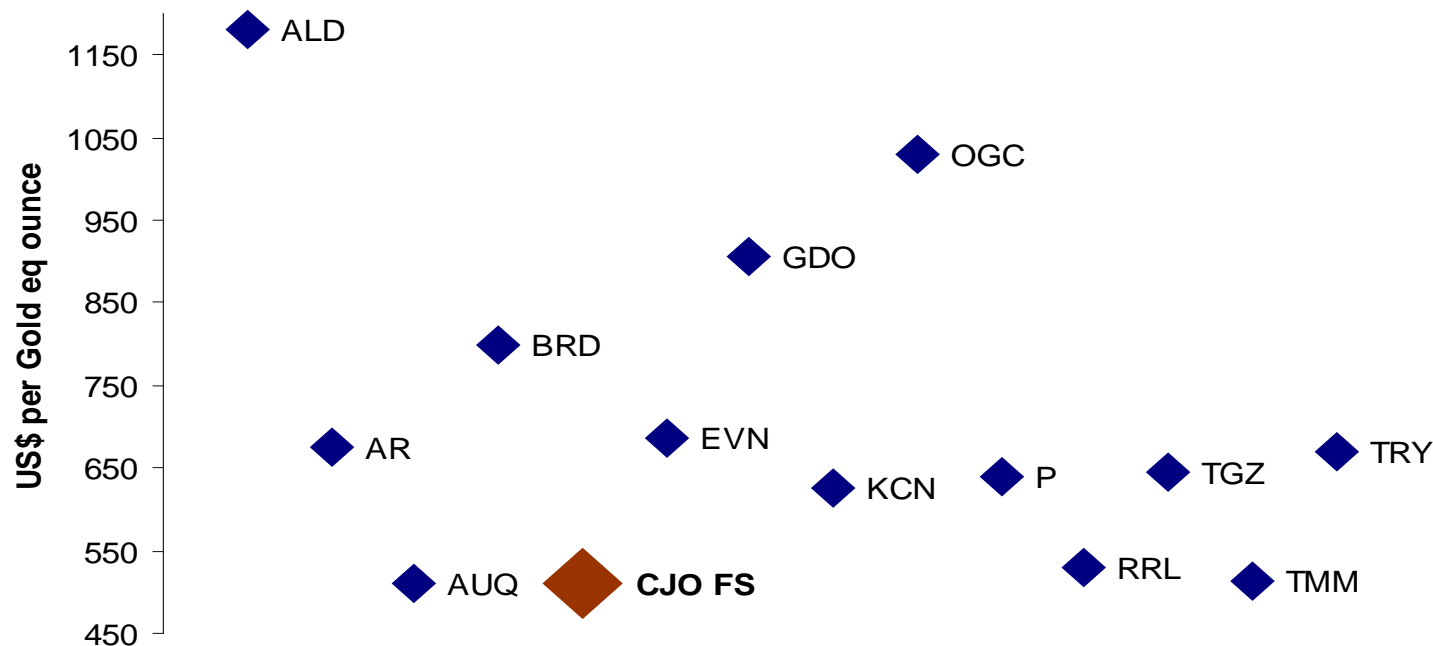 US$ per Gold eq ounce
1150
1050
950
850
750
650
550
450
ALD
OGC
GDO
BRD
EVN
AR
TRY
TGZ
P
KCN
RRL
TMM
AUQ
CJO FS